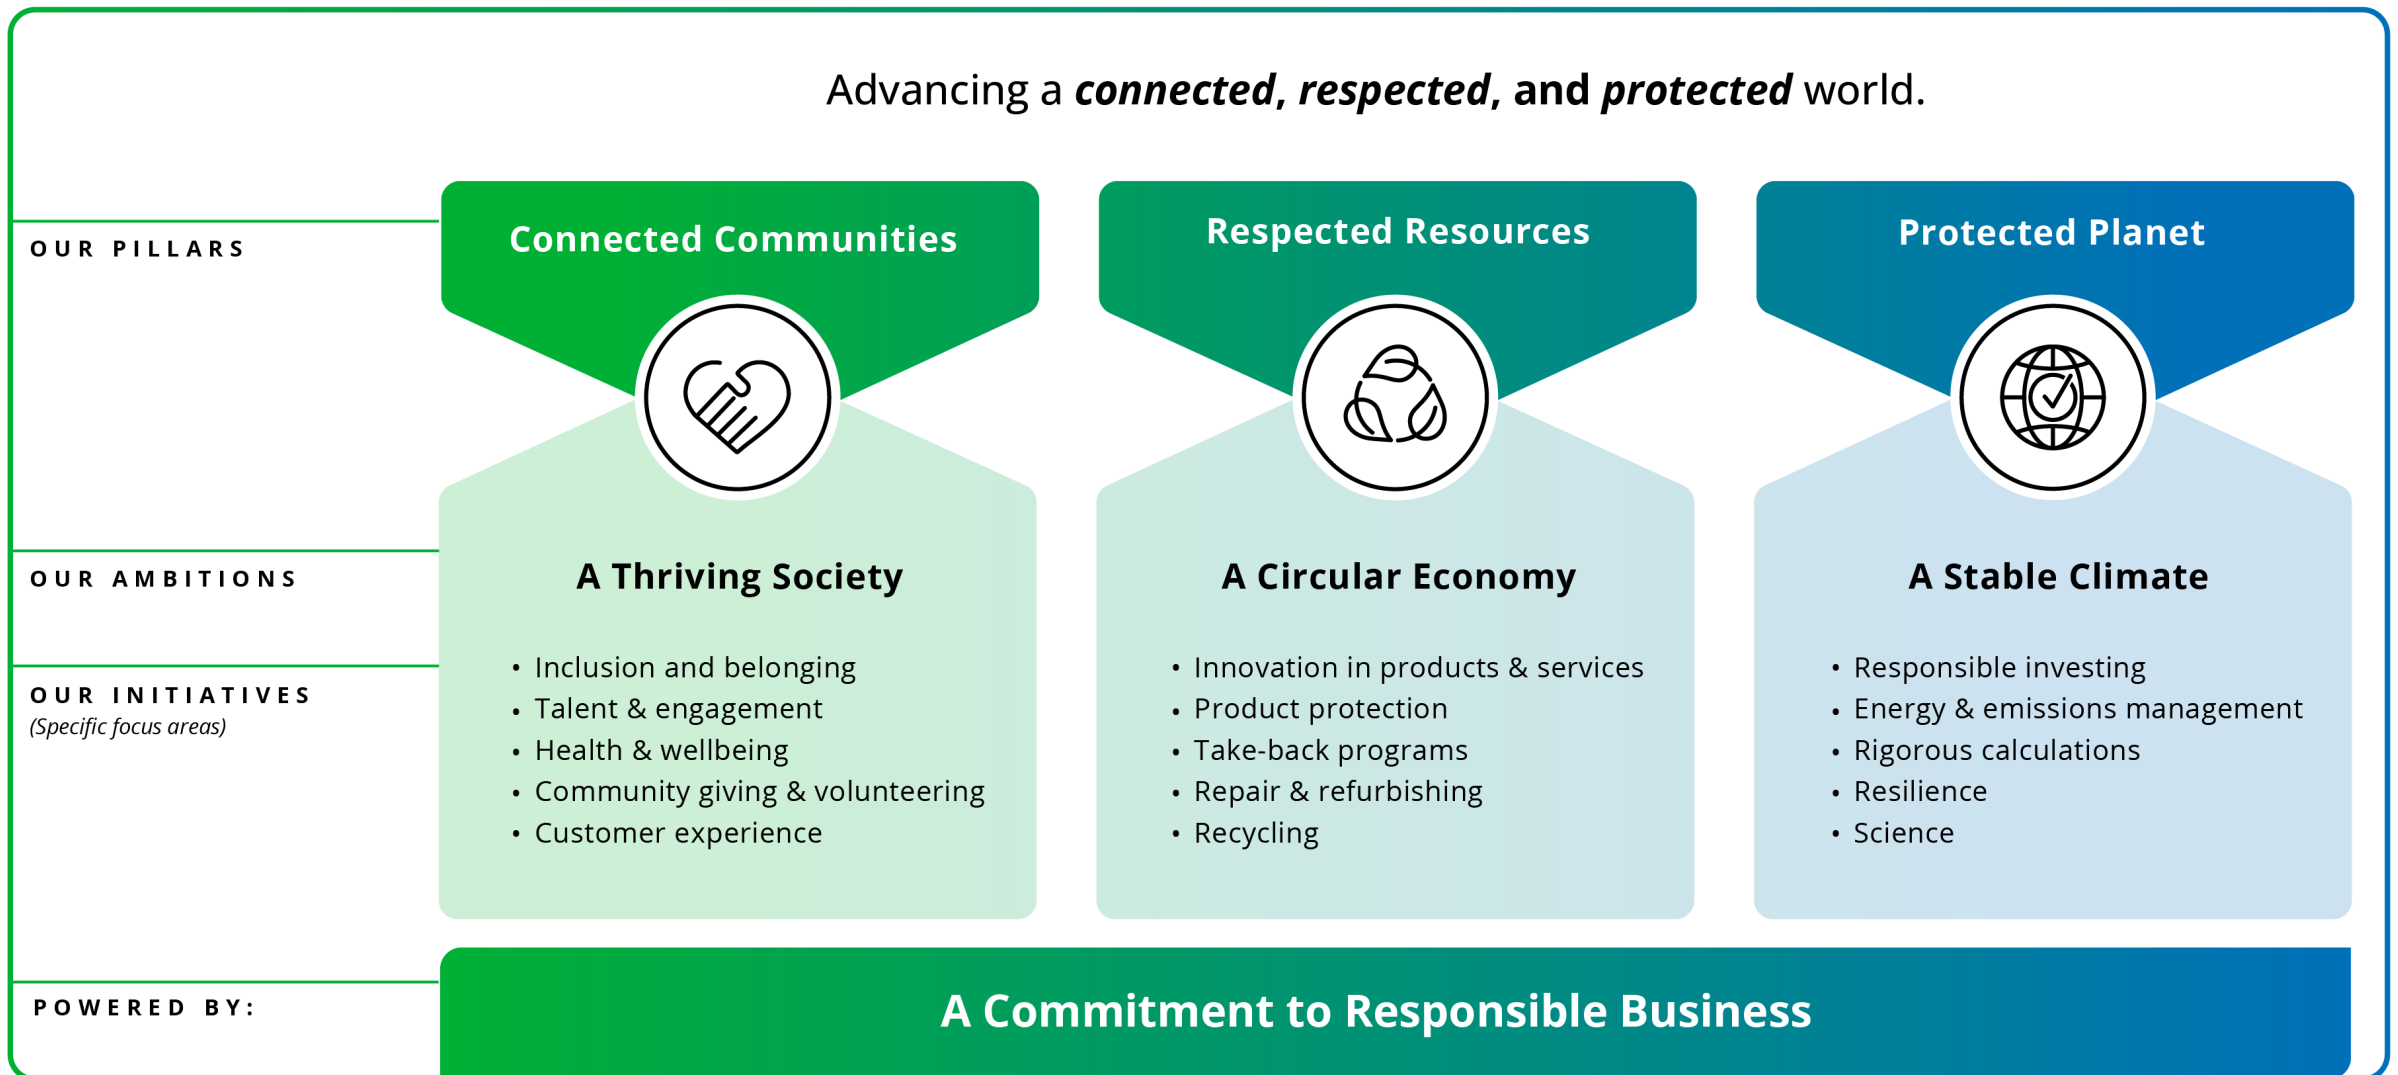 Advancing a connected, respected, and protected world.
OUR PILLARS
Connected Communities
Respected Resources
Protected Planet
OUR AMBITIONS
A Thriving Society
A Circular Economy
A Stable Climate
OUR INITIATIVES
(Specific focus areas)
• Inclusion and belonging
• Talent & engagement
• Health & wellbeing
• Community giving & volunteering
• Customer experience
• Innovation in products & services
• Product protection
• Take-back programs
• Repair & refurbishing
• Recycling
• Responsible investing
• Energy & emissions management
• Rigorous calculations
• Resilience
• Science
POWERED BY:
A Commitment to Responsible Business